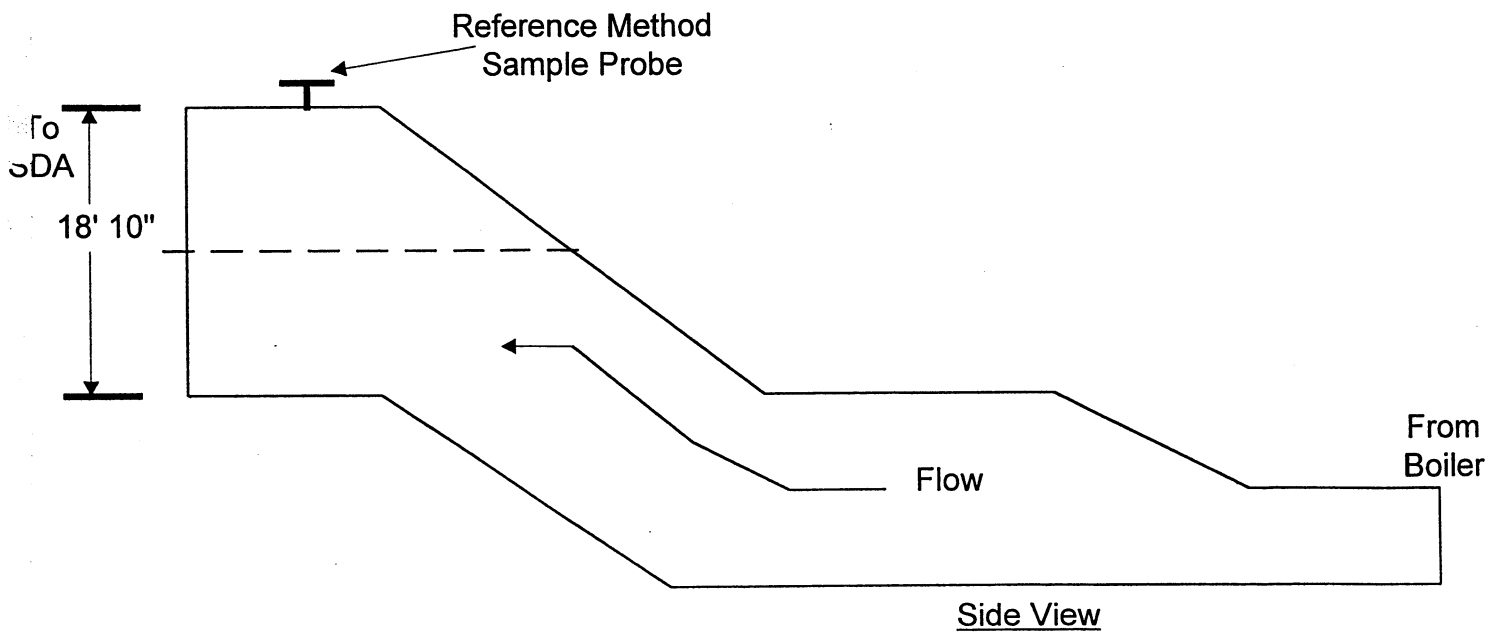 Reference Method
Sample Probe
To
SDA
18' 10"
From
Boiler
Flow
Side View